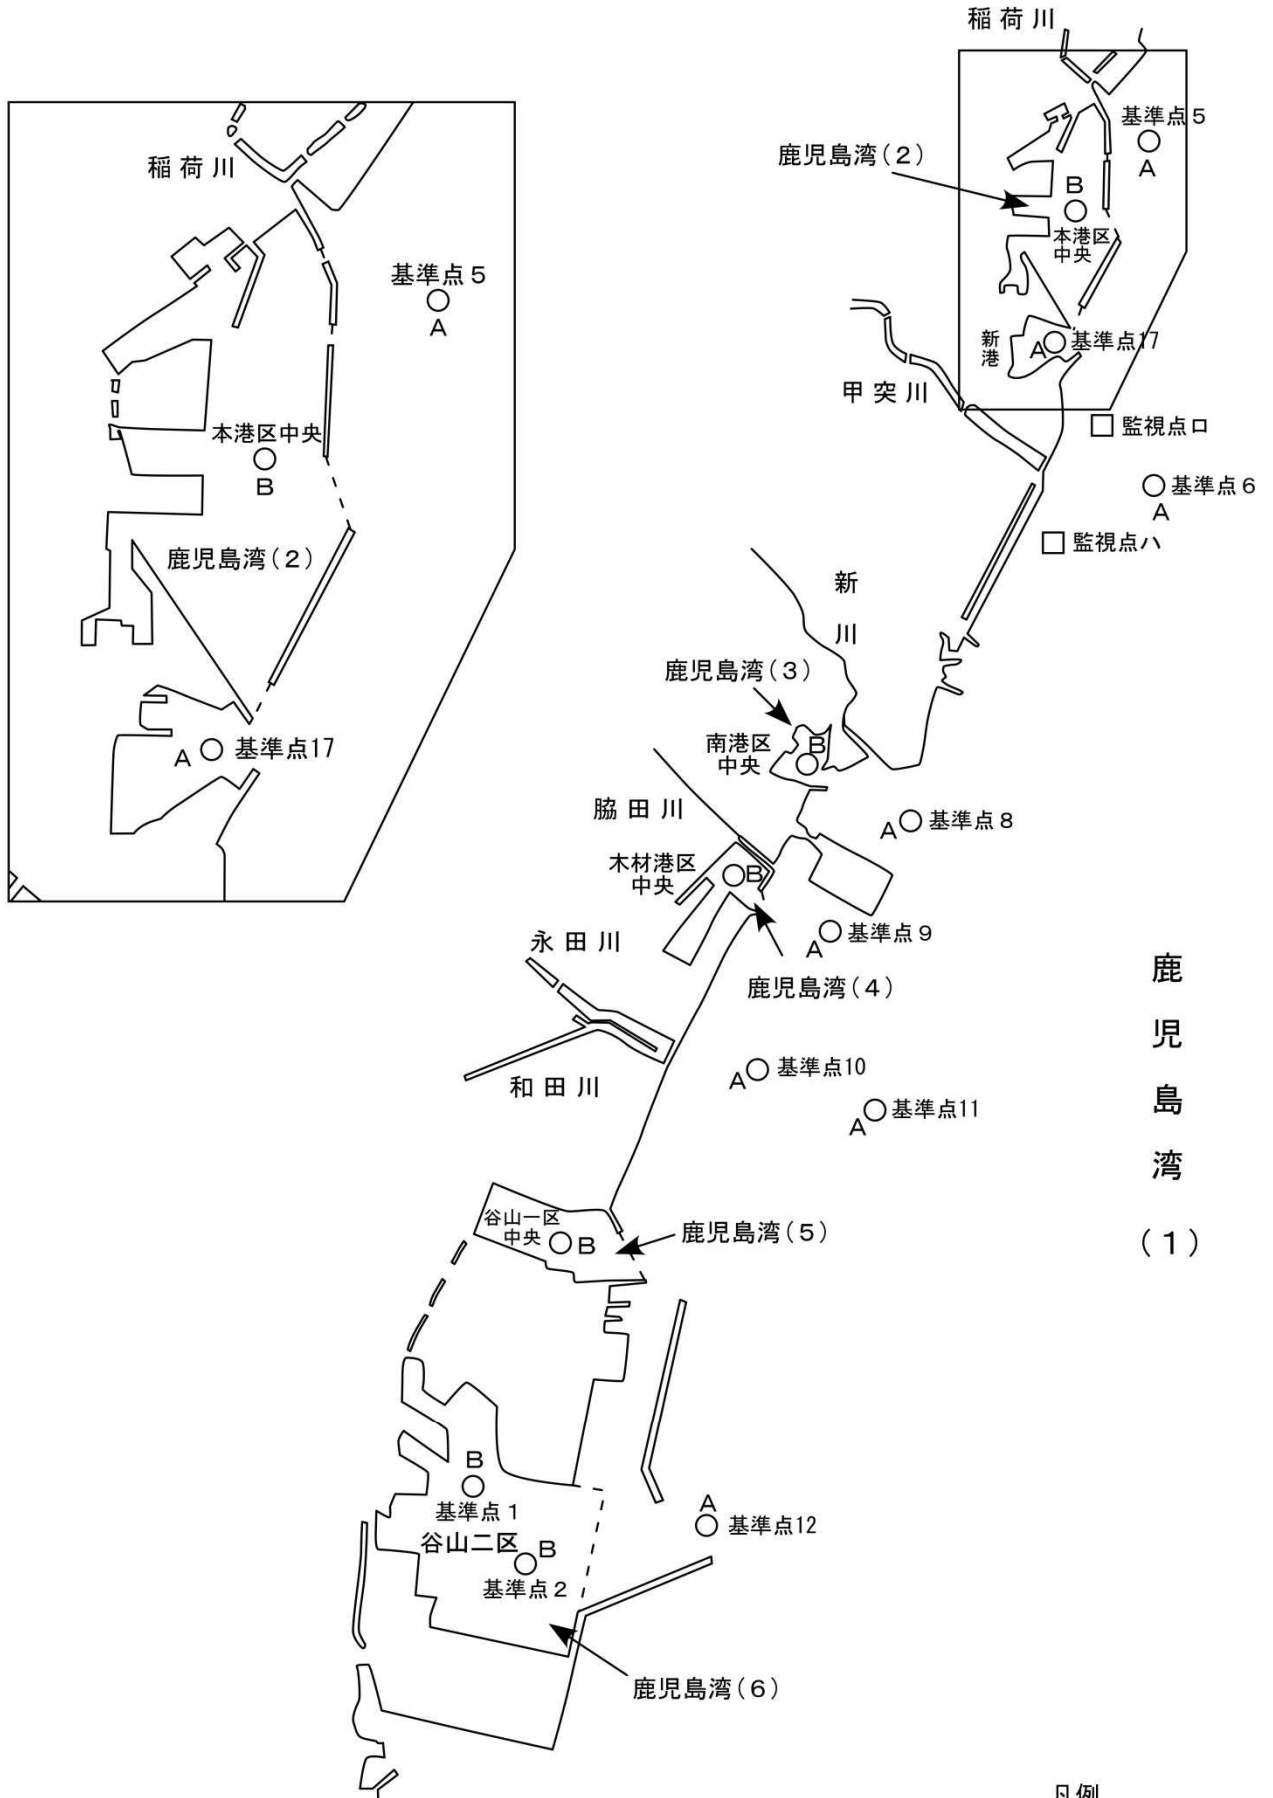 稲荷川
基準点5
A
鹿児島湾(2)
B
本港区
中央
新港
A
基準点17
甲突川
監視点ロ
基準点6
A
監視点ハ
稲荷川
基準点5
A
本港区中央
B
鹿児島湾(2)
A
基準点17
新川
鹿児島湾(3)
南港区
中央
B
脇田川
A
基準点8
木材港区
中央
B
A
基準点9
永田川
鹿児島湾(4)
和田川
A
基準点10
A
基準点11
鹿児島湾
(1)
谷山一区
中央
B
鹿児島湾(5)
B
基準点1
谷山二区
B
基準点2
A
基準点12
鹿児島湾(6)
凡例